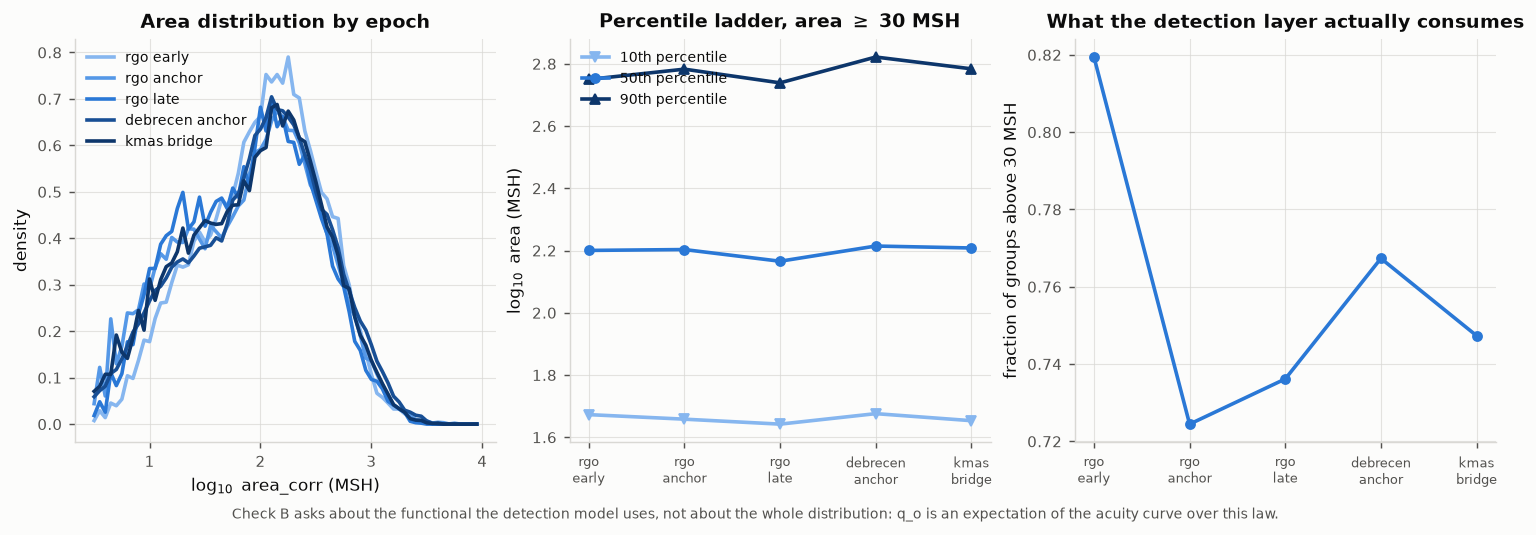 Area distribution by epoch
0.8
0.7
0.6
0.5
0.4
0.3
0.2
0.1
0.0
density
rgo early
rgo anchor
rgo late
debrecen anchor
kmas bridge
1
2
3
4
log10 area_corr (MSH)
Percentile ladder, area ≥ 30 MSH
2.8
2.6
2.4
2.2
2.0
1.8
1.6
log10 area (MSH)
10th percentile
50th percentile
90th percentile
rgo early
rgo anchor
rgo late
debrecen anchor
kmas bridge
What the detection layer actually consumes
0.82
0.80
0.78
0.76
0.74
0.72
fraction of groups above 30 MSH
rgo early
rgo anchor
rgo late
debrecen anchor
kmas bridge
Check B asks about the functional the detection model uses, not about the whole distribution: q_o is an expectation of the acuity curve over this law.